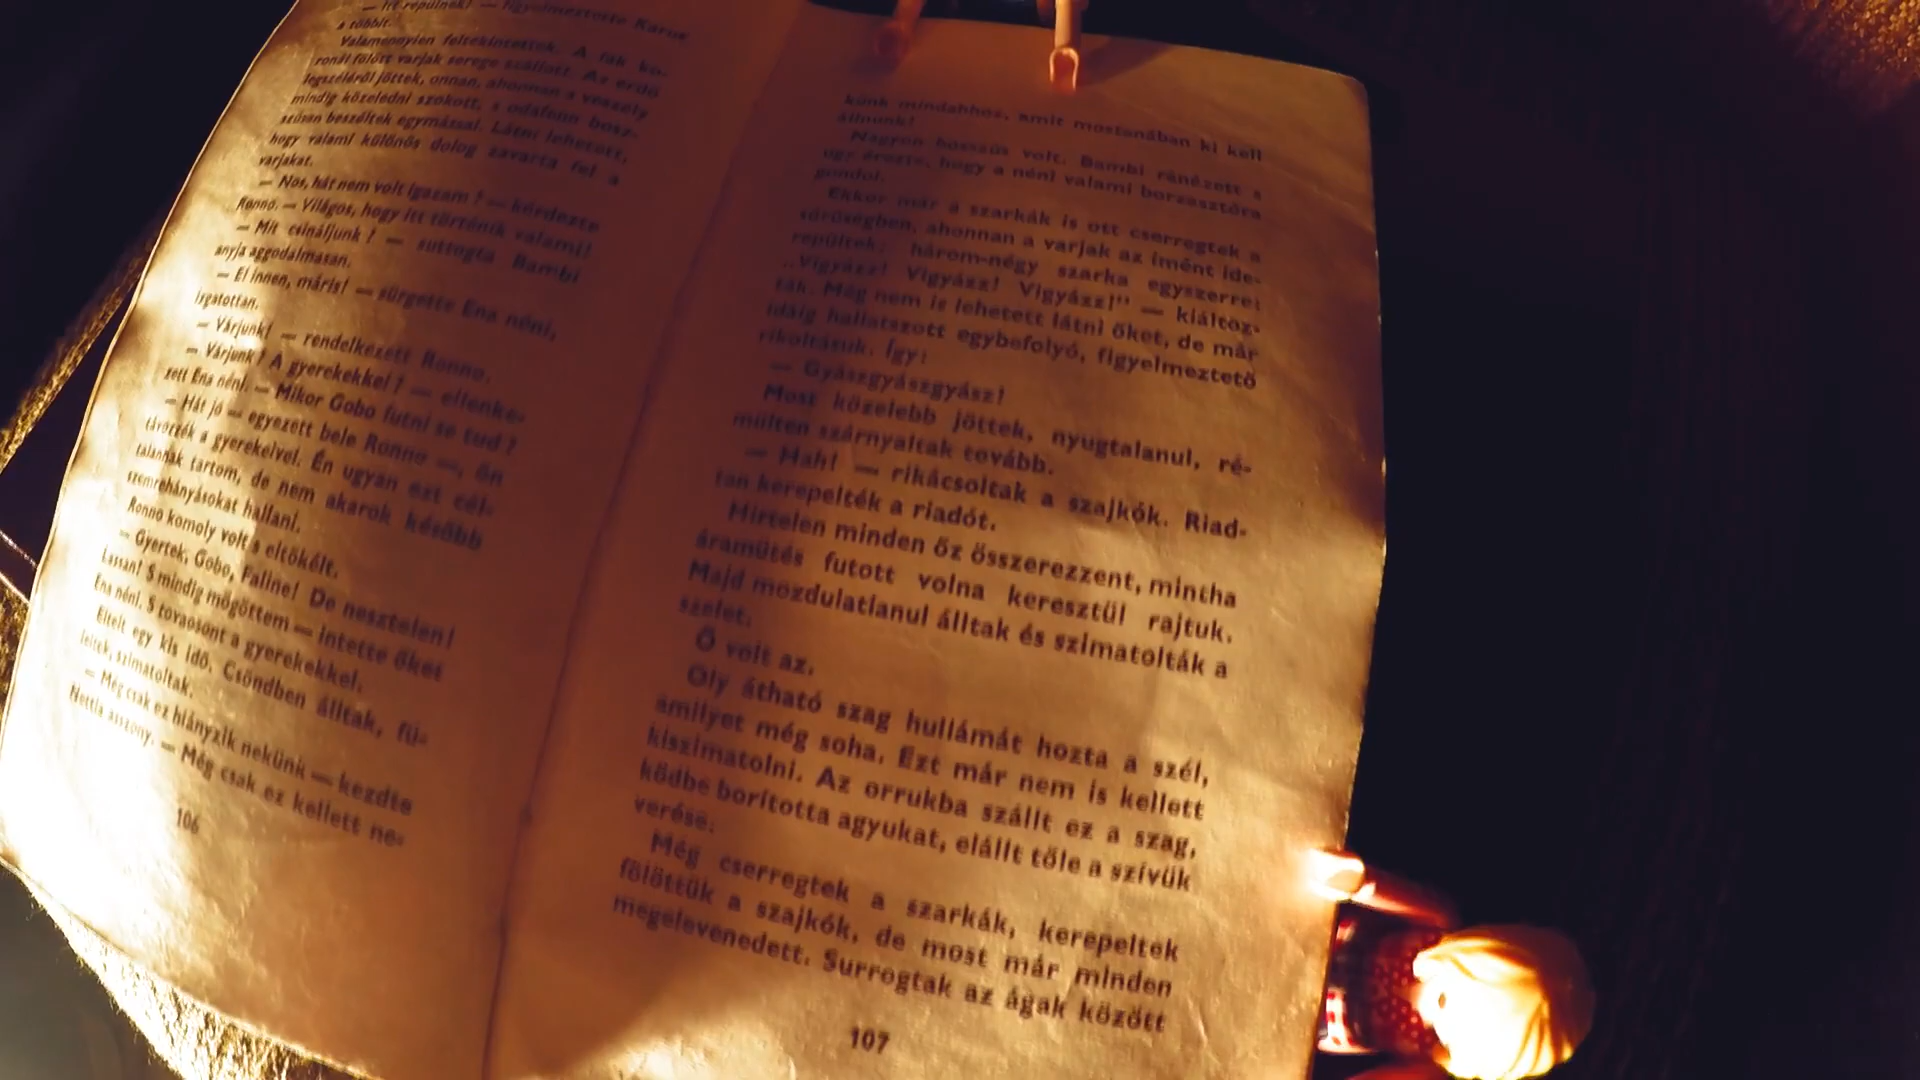 — Itt repülnek! — figyelmeztette Karus
a többit.
Valamennyien feltekintettek. A fák ko-
ronái fölött varjak serege szállott. Az erdő
legszéléről jöttek, onnan, ahonnan a veszély
mindig közeledni szokott, s odafenn bosz-
szúsan beszéltek egymással. Látni lehetett,
hogy valami különös dolog zavarta fel a
varjakat.
— Nos, hát nem volt igazam? — kérdezte
Ronno. — Világos, hogy itt történik valami!
— Mit csináljunk? — suttogta Bambi
anyja aggodalmasan.
— El innen, máris! — sürgette Ena néni,
izgatottan.
— Várjunk! — rendelkezett Ronno.
— Várjunk? A gyerekekkel? — ellenke-
zett Ena néni. — Mikor Gobo futni se tud?
— Hát jó — egyezett bele Ronno —, ön
távozzék a gyerekeivel. Én ugyan ezt cél-
talannak tartom, de nem akarok később
szemrehányásokat hallani.
Ronno komoly volt s eltökélt.
— Gyertek, Gobo, Faline! De nesztelen!
Lassan! S mindig mögöttem — intette őket
Ena néni. S tovaosont a gyerekekkel.
Eltelt egy kis idő. Csöndben álltak, fü-
leltek, szimatoltak.
— Még csak ez hiányzik nekünk — kezdte
Nettla asszony. — Még csak ez kellett ne-
106
künk mindahhoz, amit mostanában ki kell
állnunk!
Nagyon bosszús volt. Bambi ránézett s
úgy érezte, hogy a néni valami borzasztóra
gondol.
Ekkor már a szarkák is ott cserregtek a
sűrűségben, ahonnan a varjak az imént ide-
repültek; három-négy szarka egyszerre:
„Vigyázz! Vigyázz! Vigyázz!" — kiáltoz-
ták. Még nem is lehetett látni őket, de már
idáig hallatszott egybefolyó, figyelmeztető
rikoltásuk. Így:
— Gyászgyászgyász!
Most közelebb jöttek, nyugtalanul, ré-
mülten szárnyaltak tovább.
— Hah! — rikácsoltak a szajkók. Riad-
tan kerepelték a riadót.
Hirtelen minden őz összerezzent, mintha
áramütés futott volna keresztül rajtuk.
Majd mozdulatlanul álltak és szimatolták a
szelet.
Ő volt az.
Oly átható szag hullámát hozta a szél,
amilyet még soha. Ezt már nem is kellett
kiszimatolni. Az orrukba szállt ez a szag,
ködbe borította agyukat, elállt tőle a szívük
verése.
Még cserregtek a szarkák, kerepeltek
fölöttük a szajkók, de most már minden
megelevenedett. Surrogtak az ágak között
107